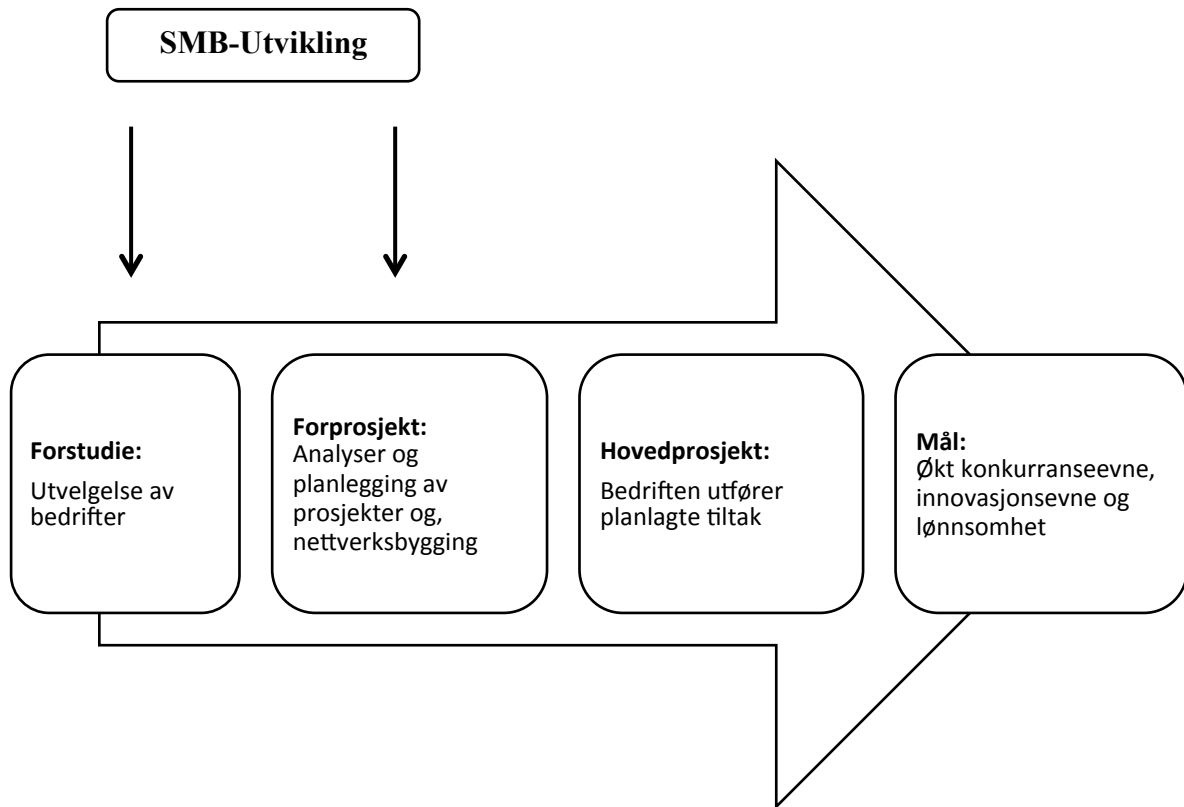 SMB-Utvikling
Forstudie:
Utvelgelse av
bedrifter
Forprosjekt:
Analyser og
planlegging av
prosjekter og,
nettverksbygging
Hovedprosjekt:
Bedriften utfører
planlagte tiltak
Mål:
Økt konkurranseevne,
innovasjonsevne og
lønnsomhet